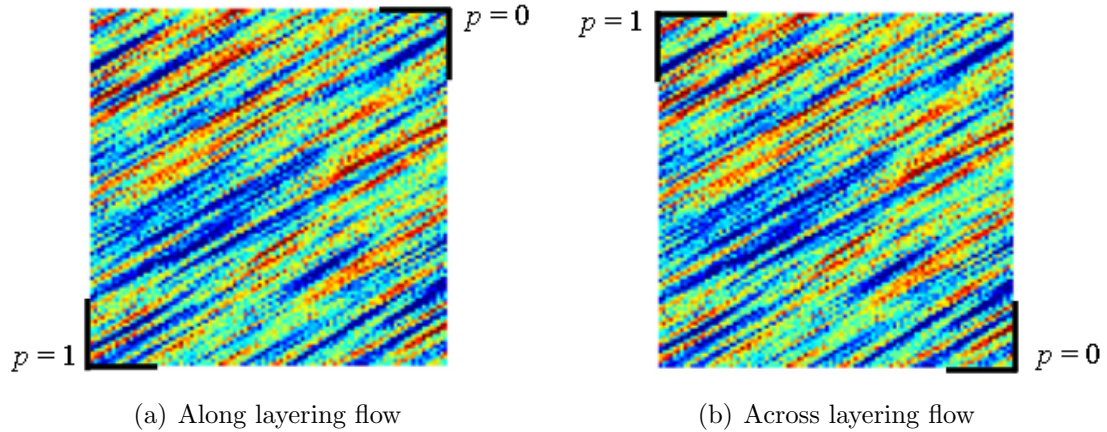 p = 0
p = 1
p = 1
p = 0
(a) Along layering flow
(b) Across layering flow